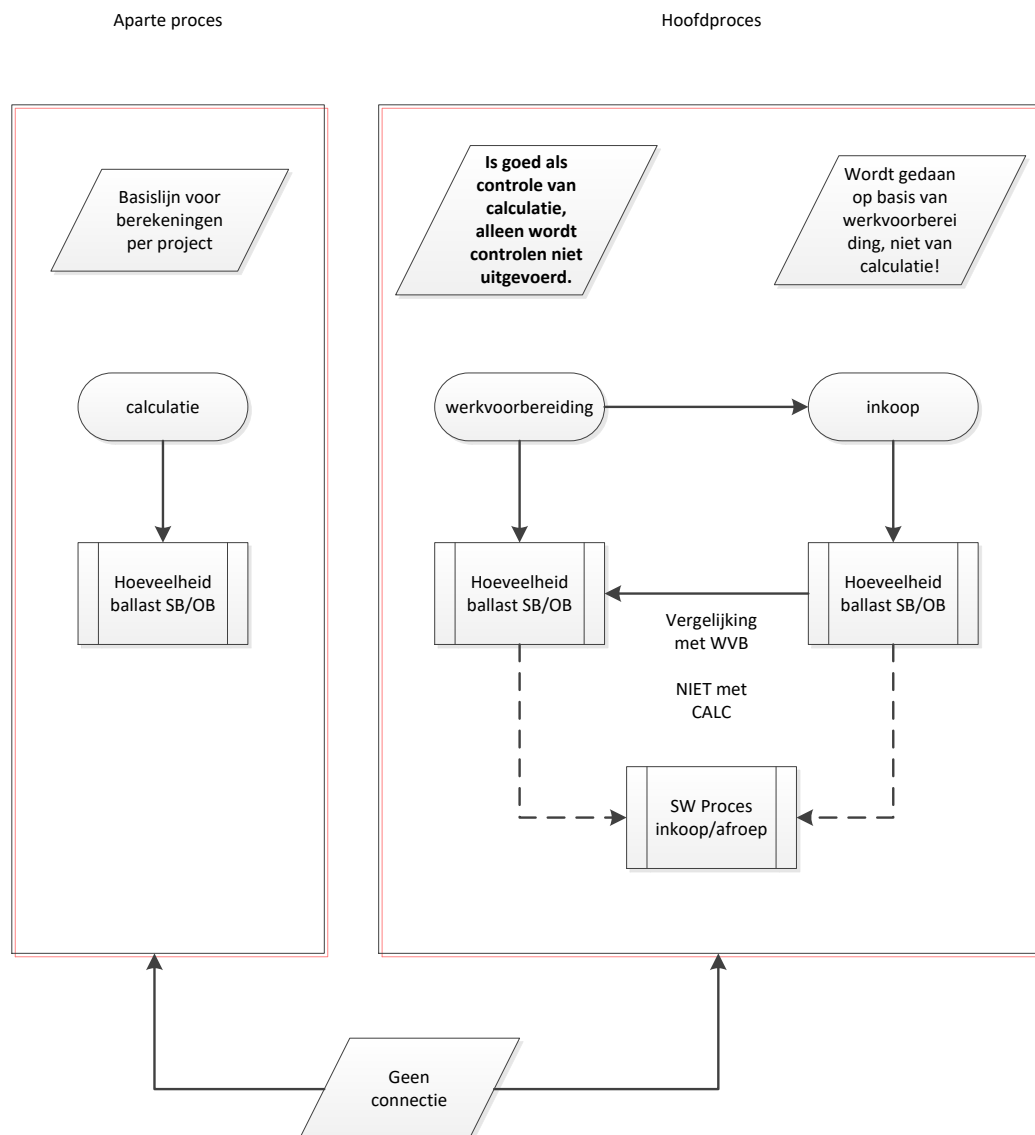 Aparte proces
Hoofdproces
Basislijn voor
berekeningen
per project
Is goed als
controle van
calculatie,
alleen wordt
controlen niet
uitgevoerd.
Wordt gedaan
op basis van
werkvoorberei
ding, niet van
calculatie!
calculatie
werkvoorbereiding
inkoop
Hoeveelheid
ballast SB/OB
Hoeveelheid
ballast SB/OB
Hoeveelheid
ballast SB/OB
Vergelijking
met WVB
NIET met
CALC
SW Proces
inkoop/afroep
Geen
connectie